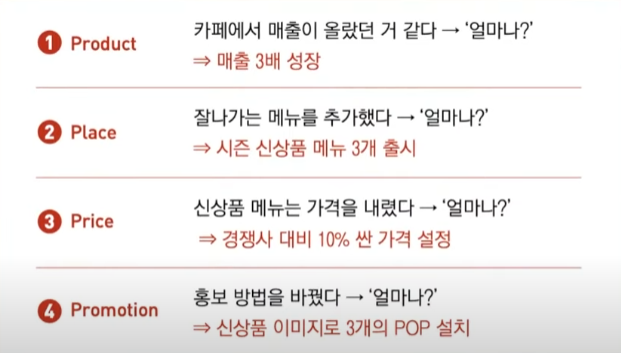 1 Product
카페에서 매출이 올랐던 거 같다 → ‘얼마나?’
⇒ 매출 3배 성장
2 Place
잘나가는 메뉴를 추가했다 → ‘얼마나?’
⇒ 시즌 신상품 메뉴 3개 출시
3 Price
신상품 메뉴는 가격을 내렸다 → ‘얼마나?’
⇒ 경쟁사 대비 10% 싼 가격 설정
4 Promotion
홍보 방법을 바꿨다 → ‘얼마나?’
⇒ 신상품 이미지로 3개의 POP 설치